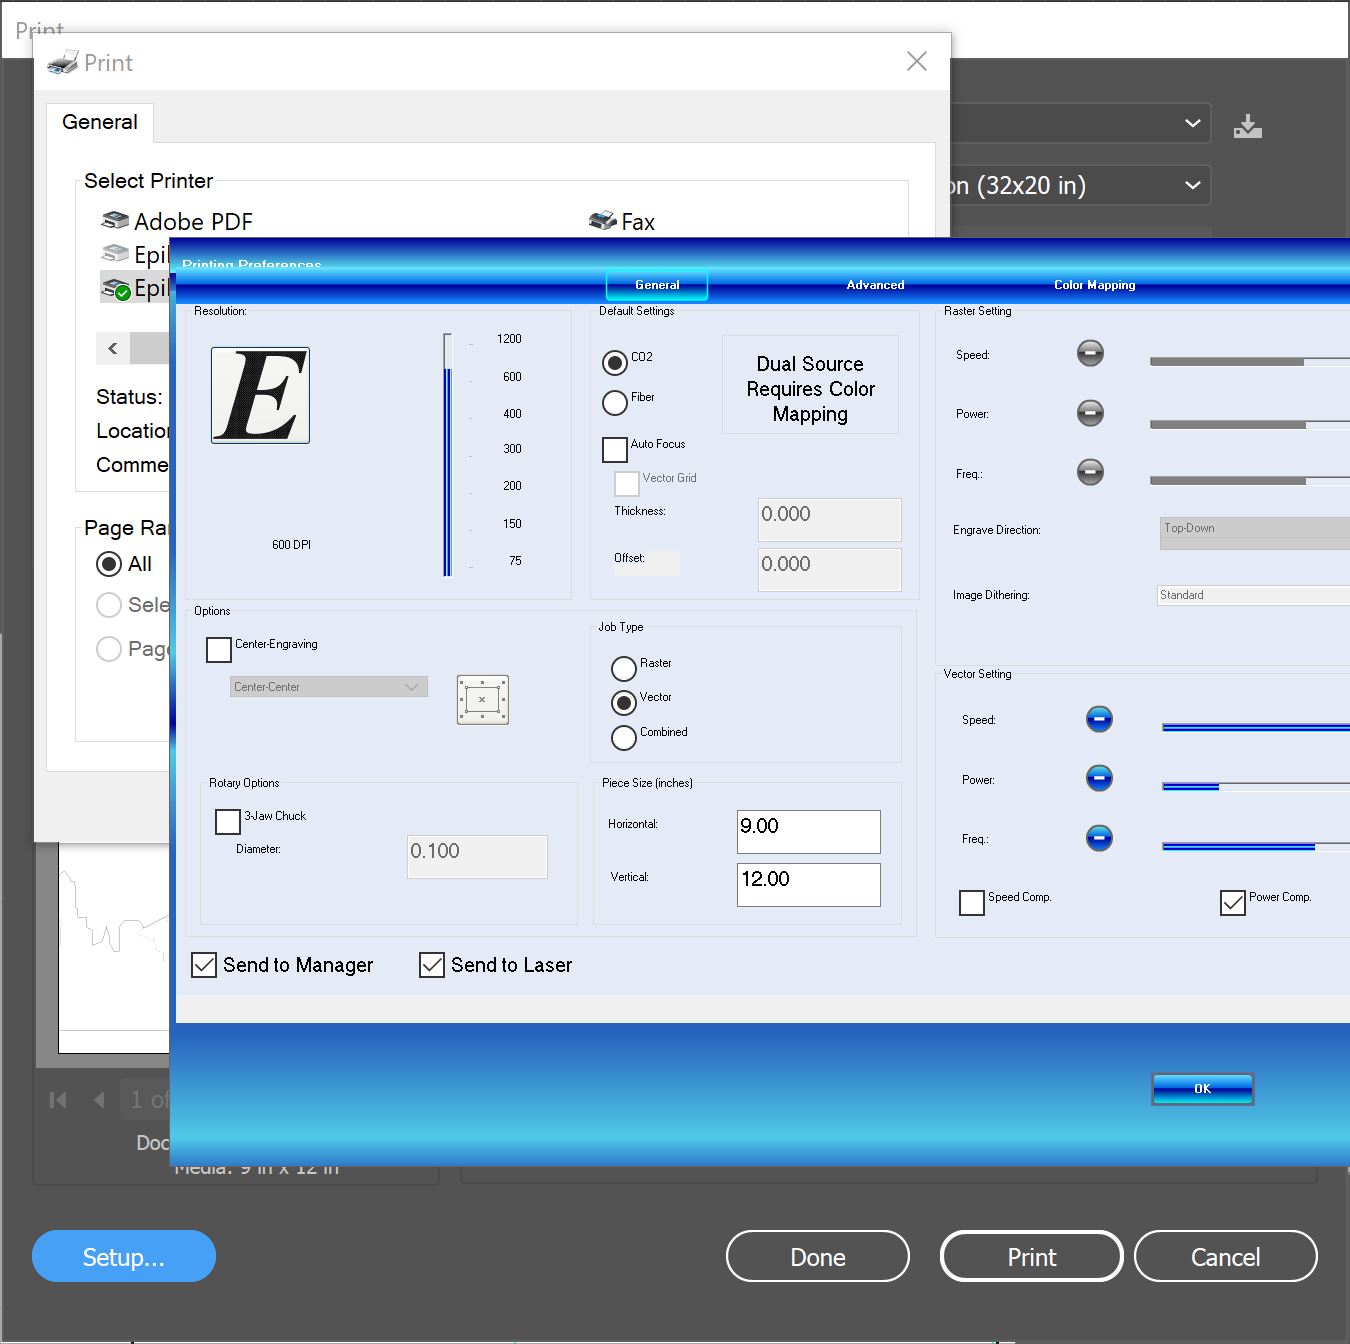 Print
Print
General
Select Printer
Adobe PDF
Fax
on (32x20 in)
Epil
Epil
Printing Preferences
General
Advanced
Color Mapping
Status:
Location
Comme
Page Ra
All
Sele
Page
Resolution:
E
1200
600
400
300
200
150
75
600 DPI
Default Settings
CO2
Fiber
Dual Source
Requires Color
Mapping
Auto Focus
Vector Grid
Thickness:
0.000
Offset:
0.000
Raster Setting
Speed:
Power:
Freq.:
Engrave Direction:
Top-Down
Image Dithering:
Standard
Options
Center-Engraving
Center-Center
Job Type
Raster
Vector
Combined
Vector Setting
Speed:
Power:
Freq.:
Speed Comp.
Power Comp.
Rotary Options
3-Jaw Chuck
Diameter:
0.100
Piece Size (inches)
Horizontal:
9.00
Vertical:
12.00
Send to Manager
Send to Laser
OK
1 of
Doc
Media: 9 in x 12 in
Setup...
Done
Print
Cancel